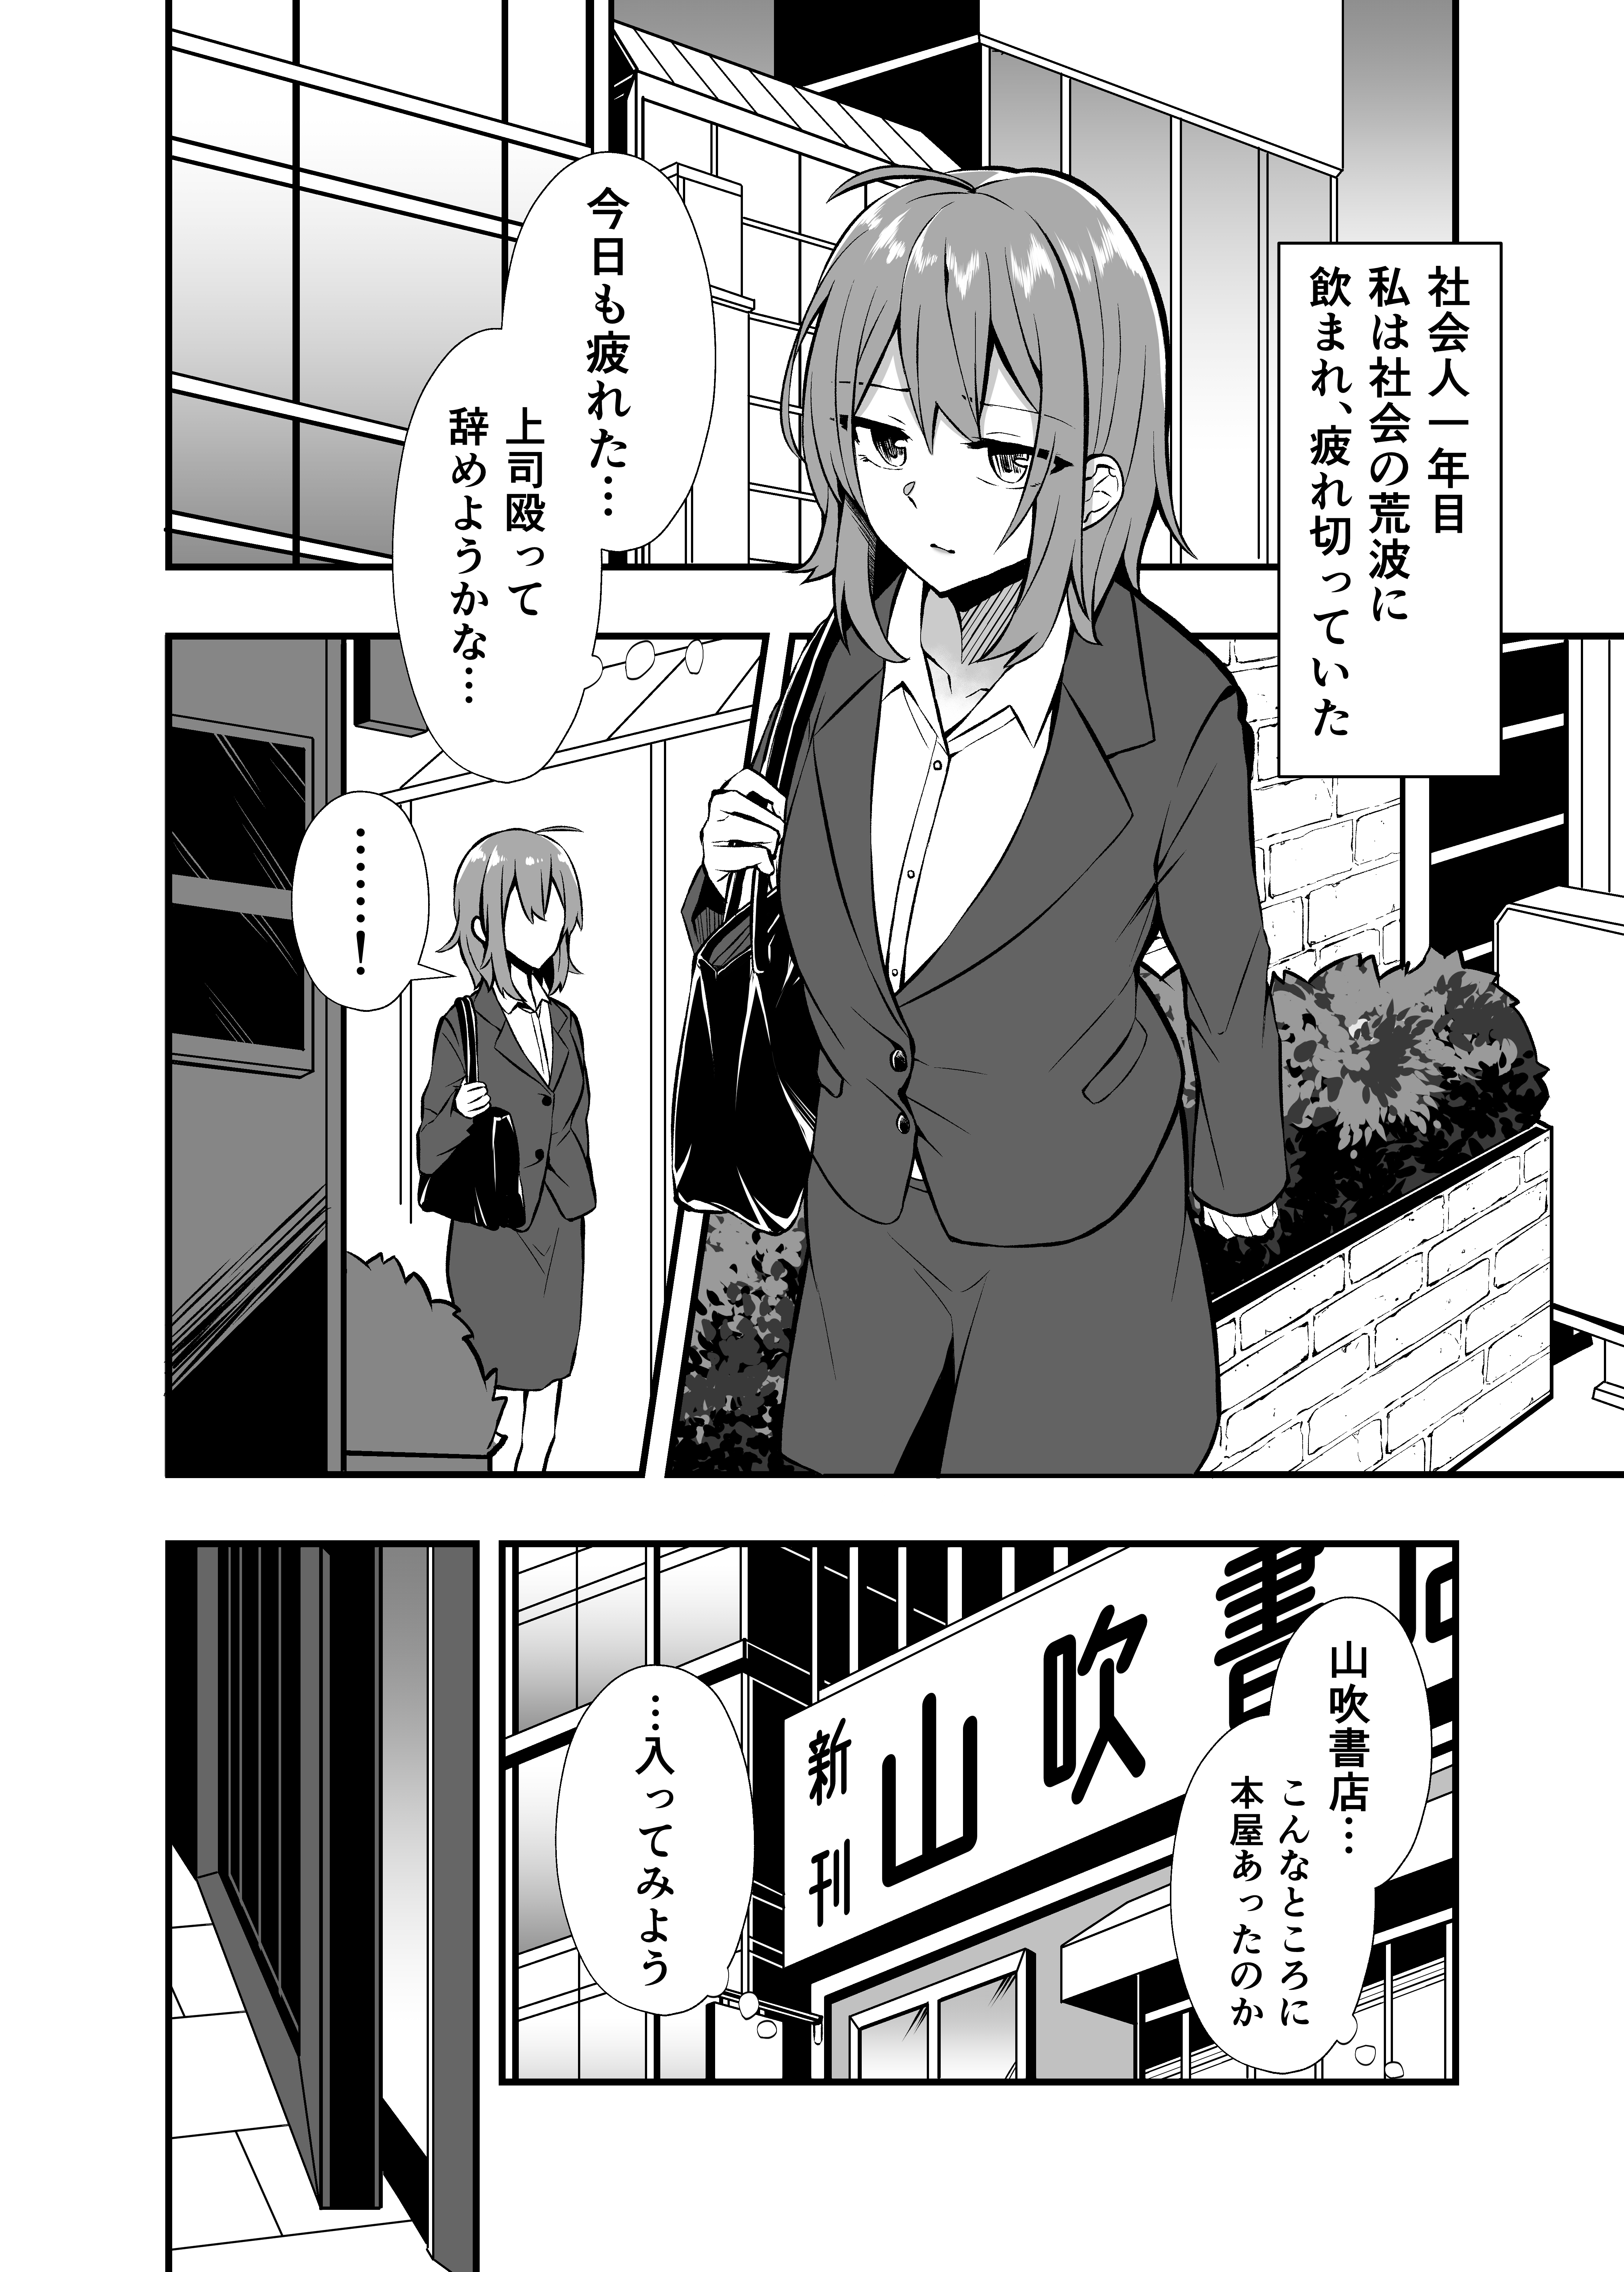 社会人一年目
私は社会の荒波に
飲まれ、疲れ切っていた
今日も疲れた…
上司殴って
辞めようかな…
………！
山吹書店…
こんなところに
本屋あったのか
山吹書
新刊
…入ってみよう